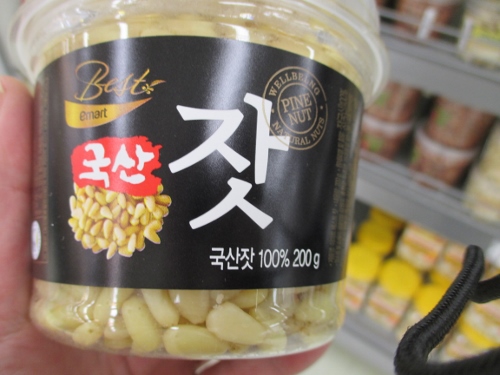 Best
emart
국산
잣
WELLBEING
PINE
NUT
NATURAL NUTS
국산잣 100% 200g